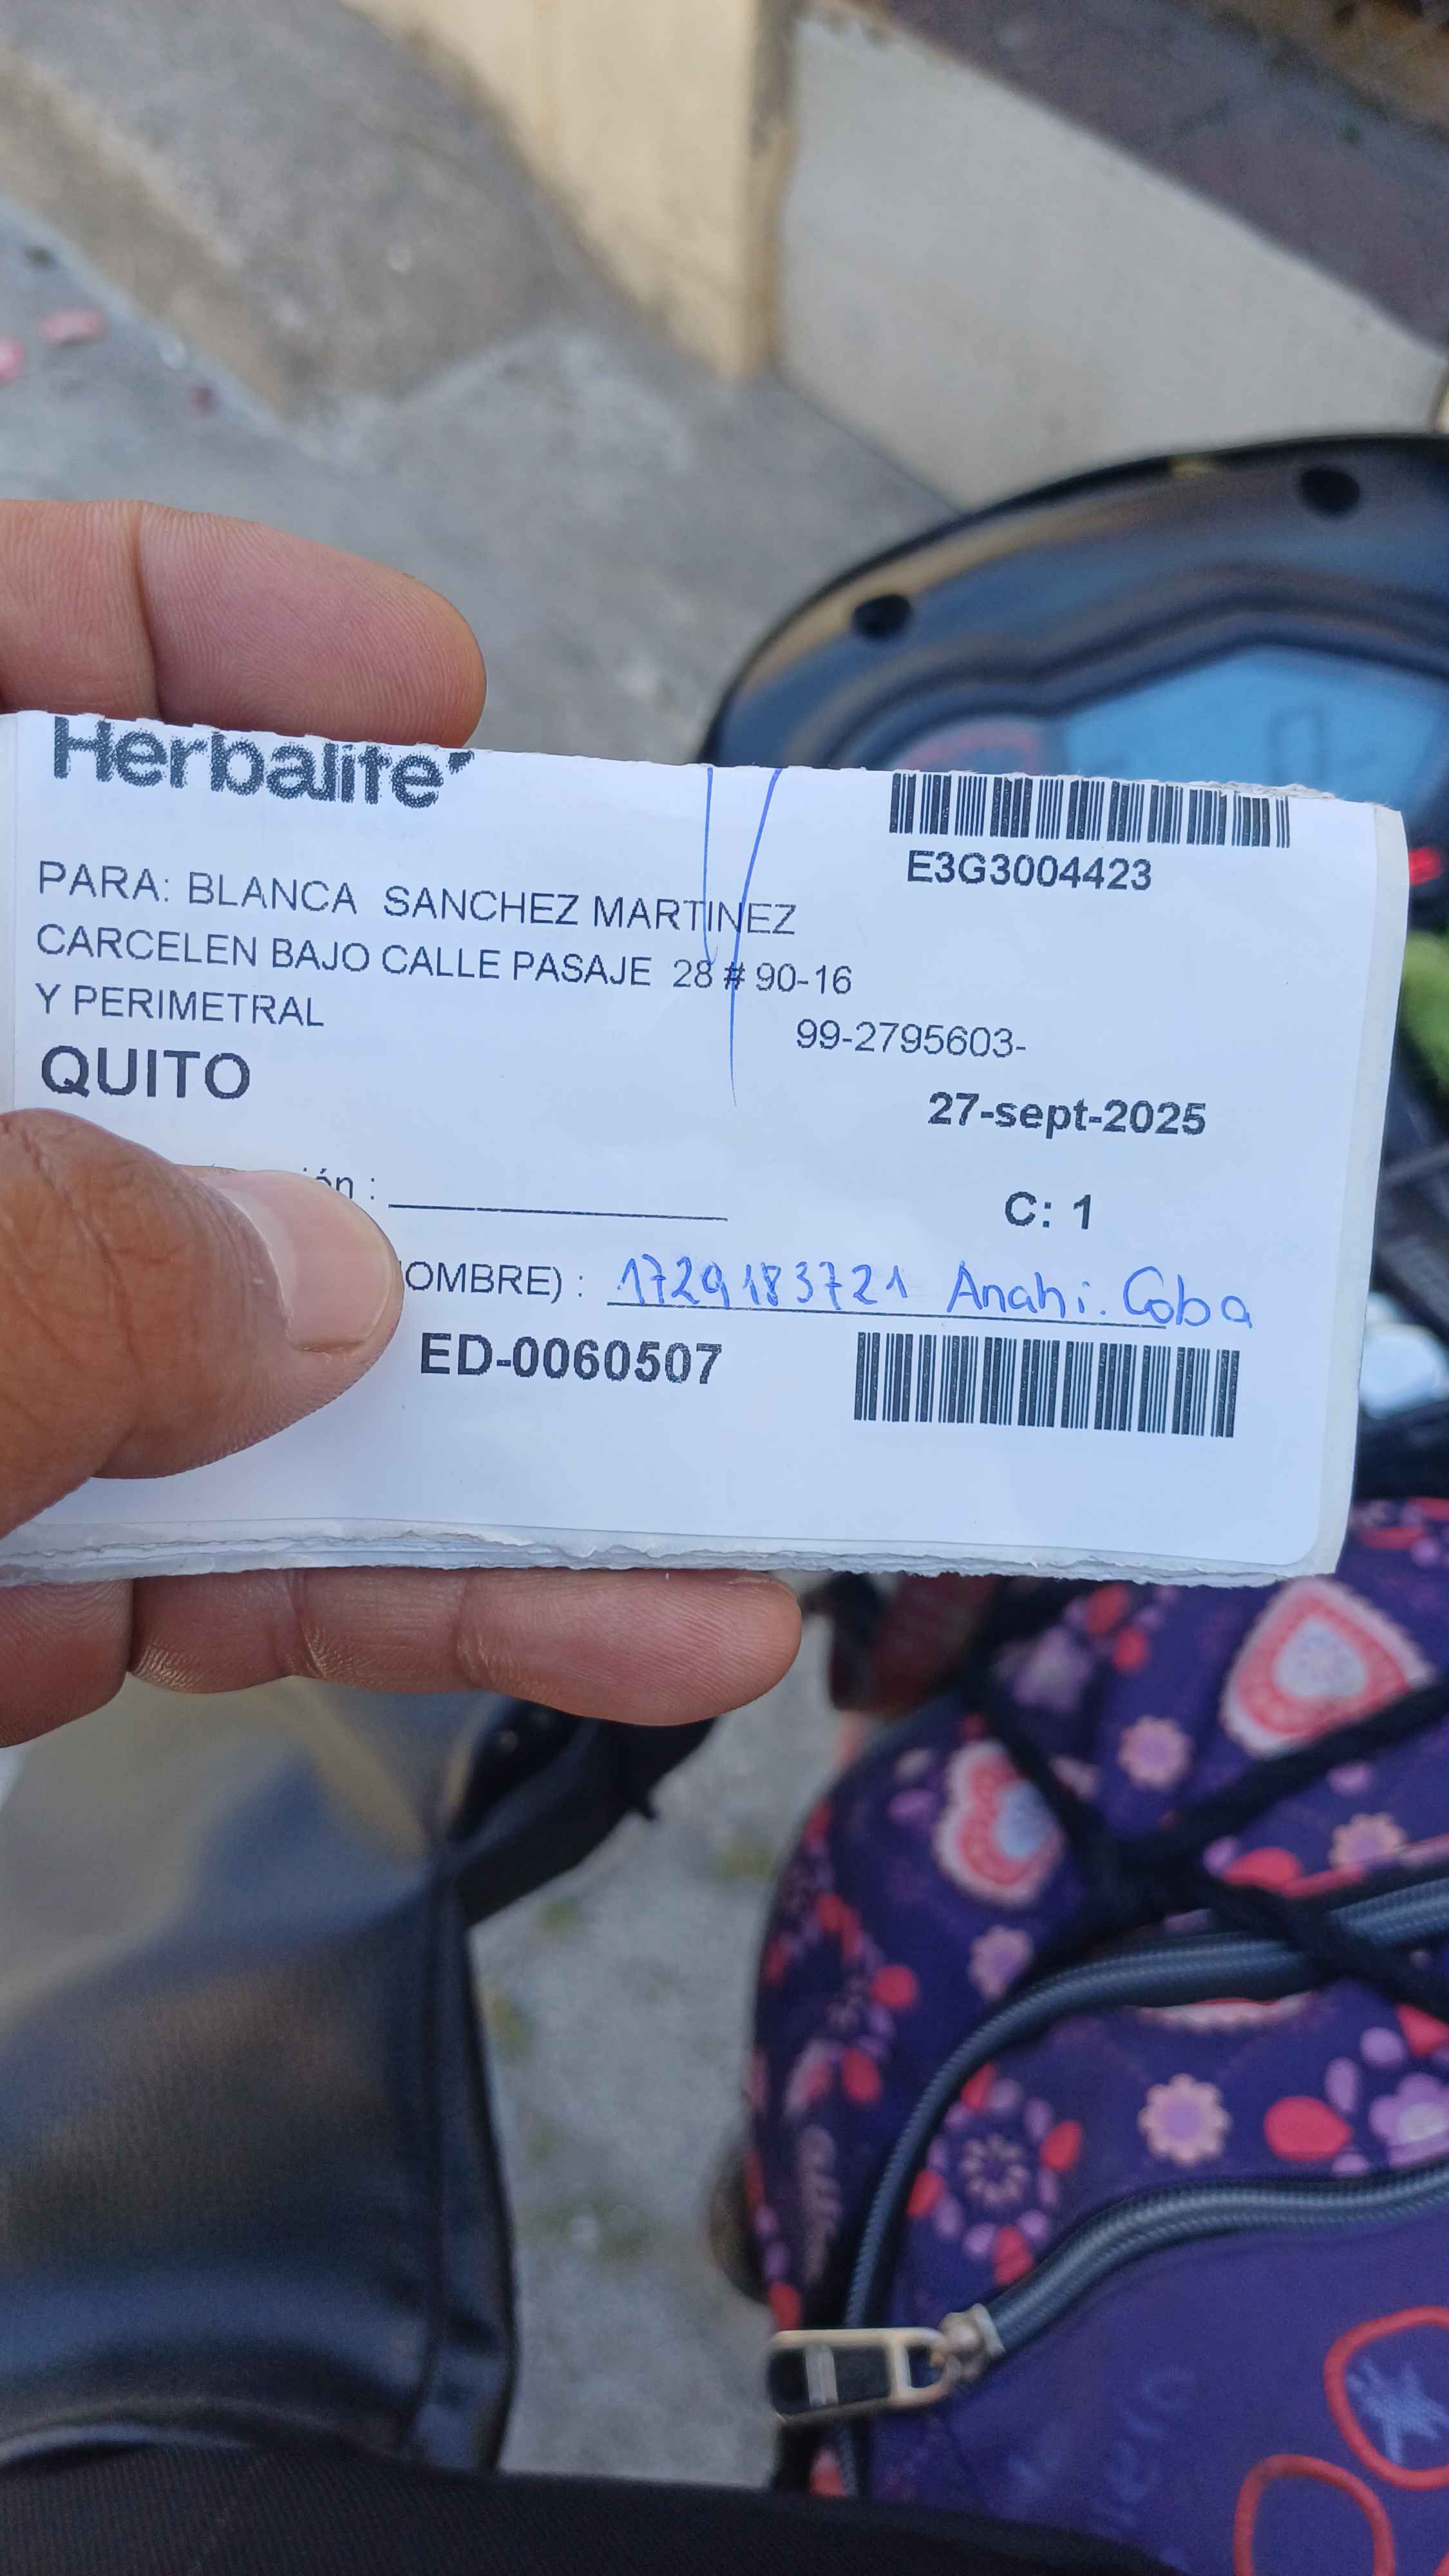 Herbalife
E3G3004423
PARA: BLANCA SANCHEZ MARTINEZ
CARCELEN BAJO CALLE PASAJE 28 # 90-16
Y PERIMETRAL
99-2795603-
QUITO
27-sept-2025
ón :
C: 1
OMBRE) : 1729183721 Anahi. Coba
ED-0060507